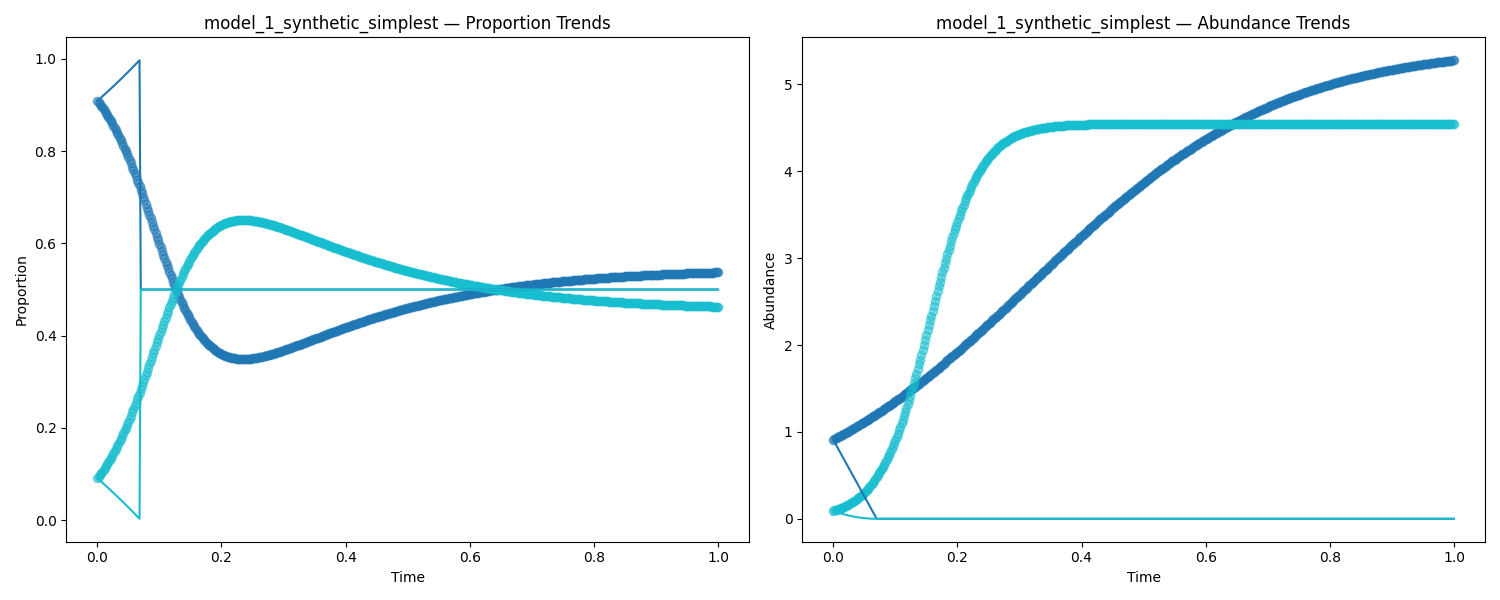 model_1_synthetic_simplest — Proportion Trends
1.0
0.8
0.6
0.4
0.2
0.0
Proportion
0.0 0.2 0.4 0.6 0.8 1.0
Time
model_1_synthetic_simplest — Abundance Trends
5
4
3
2
1
0
Abundance
0.0 0.2 0.4 0.6 0.8 1.0
Time